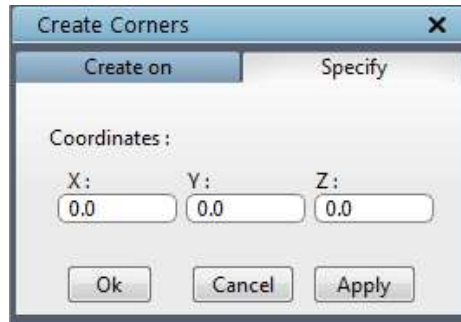 Create Corners
Create on Specify
Coordinates :
X : Y : Z :
0.0 0.0 0.0
Ok Cancel Apply